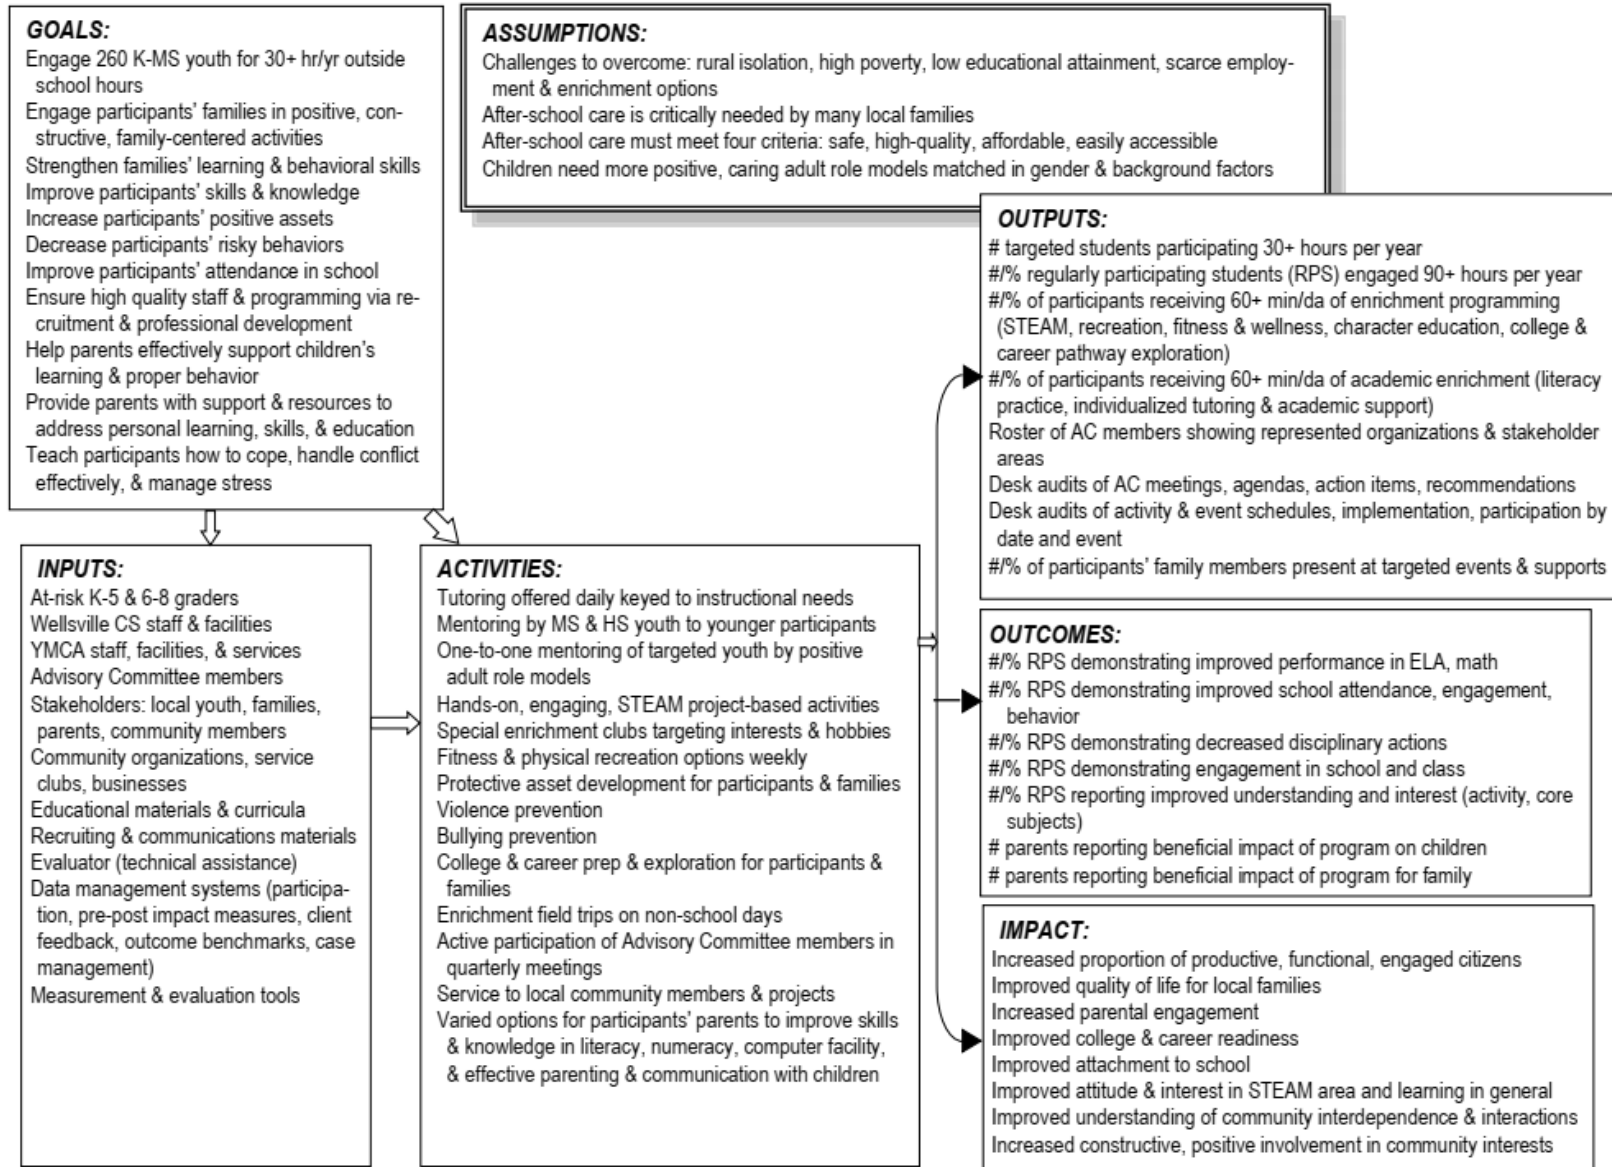 GOALS:
Engage 260 K-MS youth for 30+ hr/yr outside
school hours
Engage participants' families in positive, con-
structive, family-centered activities
Strengthen families' learning & behavioral skills
Improve participants' skills & knowledge
Increase participants' positive assets
Decrease participants' risky behaviors
Improve participants' attendance in school
Ensure high quality staff & programming via re-
cruitment & professional development
Help parents effectively support children's
learning & proper behavior
Provide parents with support & resources to
address personal learning, skills, & education
Teach participants how to cope, handle conflict
effectively, & manage stress
ASSUMPTIONS:
Challenges to overcome: rural isolation, high poverty, low educational attainment, scarce employ-
ment & enrichment options
After-school care is critically needed by many local families
After-school care must meet four criteria: safe, high-quality, affordable, easily accessible
Children need more positive, caring adult role models matched in gender & background factors
INPUTS:
At-risk K-5 & 6-8 graders
Wellsville CS staff & facilities
YMCA staff, facilities, & services
Advisory Committee members
Stakeholders: local youth, families,
parents, community members
Community organizations, service
clubs, businesses
Educational materials & curricula
Recruiting & communications materials
Evaluator (technical assistance)
Data management systems (participa-
tion, pre-post impact measures, client
feedback, outcome benchmarks, case
management)
Measurement & evaluation tools
ACTIVITIES:
Tutoring offered daily keyed to instructional needs
Mentoring by MS & HS youth to younger participants
One-to-one mentoring of targeted youth by positive
adult role models
Hands-on, engaging, STEAM project-based activities
Special enrichment clubs targeting interests & hobbies
Fitness & physical recreation options weekly
Protective asset development for participants & families
Violence prevention
Bullying prevention
College & career prep & exploration for participants &
families
Enrichment field trips on non-school days
Active participation of Advisory Committee members in
quarterly meetings
Service to local community members & projects
Varied options for participants' parents to improve skills
& knowledge in literacy, numeracy, computer facility,
& effective parenting & communication with children
OUTPUTS:
# targeted students participating 30+ hours per year
#/% regularly participating students (RPS) engaged 90+ hours per year
#/% of participants receiving 60+ min/da of enrichment programming
(STEAM, recreation, fitness & wellness, character education, college &
career pathway exploration)
#/% of participants receiving 60+ min/da of academic enrichment (literacy
practice, individualized tutoring & academic support)
Roster of AC members showing represented organizations & stakeholder
areas
Desk audits of AC meetings, agendas, action items, recommendations
Desk audits of activity & event schedules, implementation, participation by
date and event
#/% of participants' family members present at targeted events & supports
OUTCOMES:
#/% RPS demonstrating improved performance in ELA, math
#/% RPS demonstrating improved school attendance, engagement,
behavior
#/% RPS demonstrating decreased disciplinary actions
#/% RPS demonstrating engagement in school and class
#/% RPS reporting improved understanding and interest (activity, core
subjects)
# parents reporting beneficial impact of program on children
# parents reporting beneficial impact of program for family
IMPACT:
Increased proportion of productive, functional, engaged citizens
Improved quality of life for local families
Increased parental engagement
Improved college & career readiness
Improved attachment to school
Improved attitude & interest in STEAM area and learning in general
Improved understanding of community interdependence & interactions
Increased constructive, positive involvement in community interests